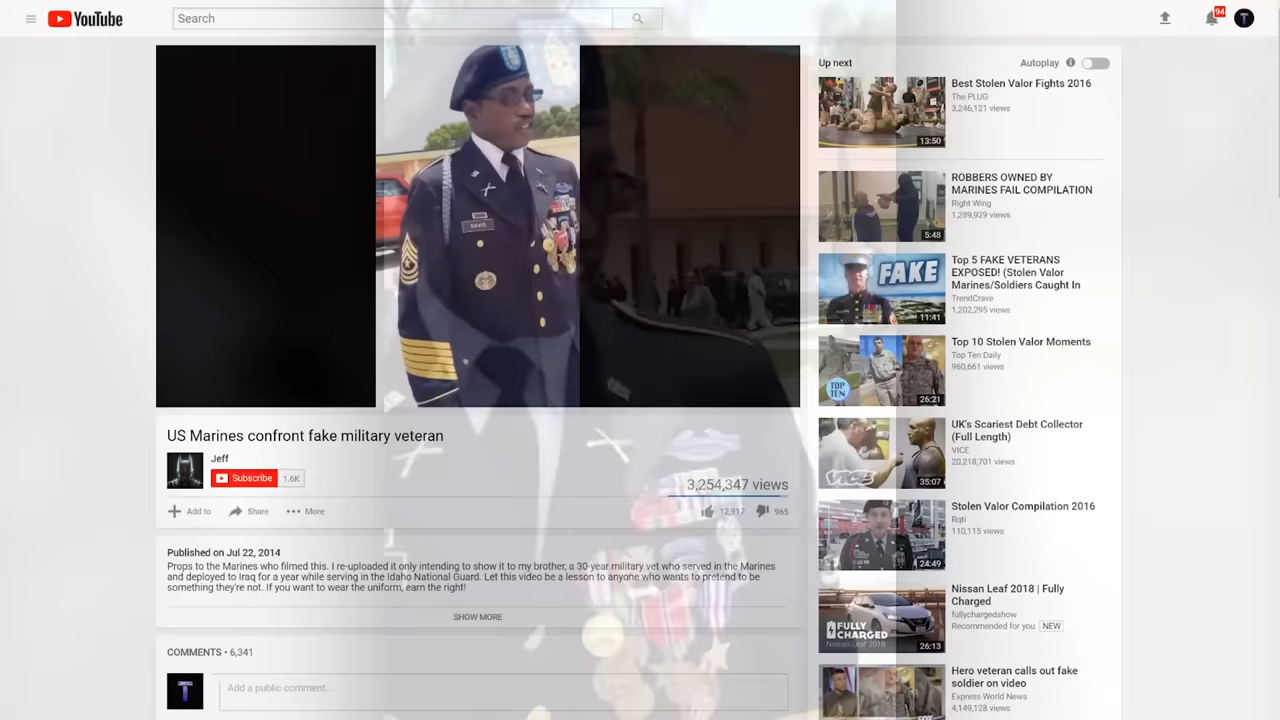 YouTube
Search
94
T
DAVIS
US Marines confront fake military veteran
Jeff
Subscribe 1.6K
3,254,347 views
Add to Share More
12,917 965
Published on Jul 22, 2014
Props to the Marines who filmed this. I re-uploaded it only intending to show it to my brother, a 30-year military vet who served in the Marines
and deployed to Iraq for a year while serving in the Idaho National Guard. Let this video be a lesson to anyone who wants to pretend to be
something they're not. If you want to wear the uniform, earn the right!
SHOW MORE
COMMENTS • 6,341
T
Add a public comment...
Up next
Autoplay
Best Stolen Valor Fights 2016
The PLUG
3,246,121 views
13:50
ROBBERS OWNED BY
MARINES FAIL COMPILATION
Right Wing
1,289,929 views
5:48
FAKE
Top 5 FAKE VETERANS
EXPOSED! (Stolen Valor
Marines/Soldiers Caught In
TrendCrave
1,202,295 views
11:41
TOP
TEN
Top 10 Stolen Valor Moments
Top Ten Daily
960,661 views
26:21
VICE
UK's Scariest Debt Collector
(Full Length)
VICE
20,218,701 views
35:07
Stolen Valor Compilation 2016
Rqti
110,115 views
24:49
FULLY
CHARGED
Nissan Leaf 2018
Nissan Leaf 2018 | Fully
Charged
fullychargedshow
Recommended for you NEW
26:13
Hero veteran calls out fake
soldier on video
Express World News
4,149,128 views